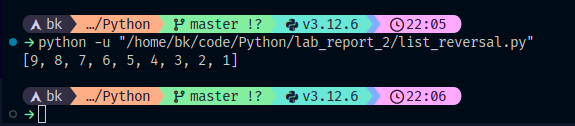 bk …/Python master !? v3.12.6 22:05
→python -u "/home/bk/code/Python/lab_report_2/list_reversal.py"
[9, 8, 7, 6, 5, 4, 3, 2, 1]
bk …/Python master !? v3.12.6 22:06
→